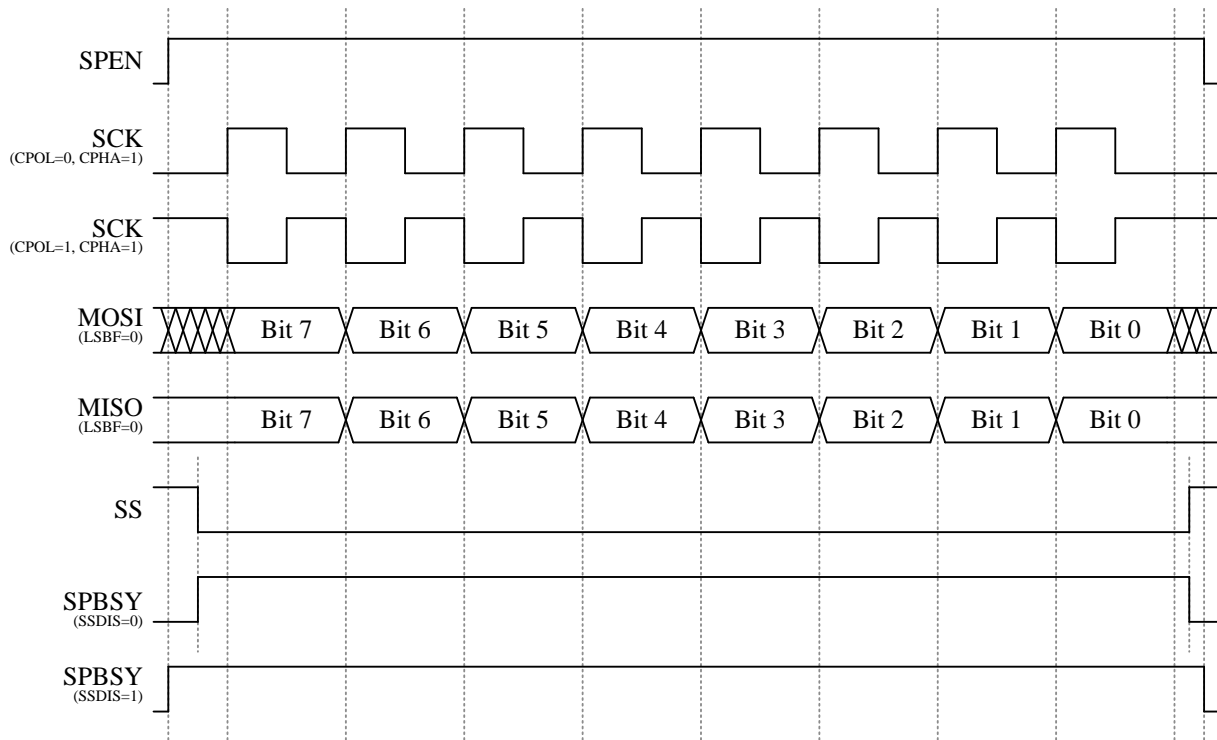 SPEN
SCK
(CPOL=0, CPHA=1)
SCK
(CPOL=1, CPHA=1)
MOSI
(LSBF=0)
Bit 7 Bit 6 Bit 5 Bit 4 Bit 3 Bit 2 Bit 1 Bit 0
MISO
(LSBF=0)
Bit 7 Bit 6 Bit 5 Bit 4 Bit 3 Bit 2 Bit 1 Bit 0
SS
SPBSY
(SSDIS=0)
SPBSY
(SSDIS=1)